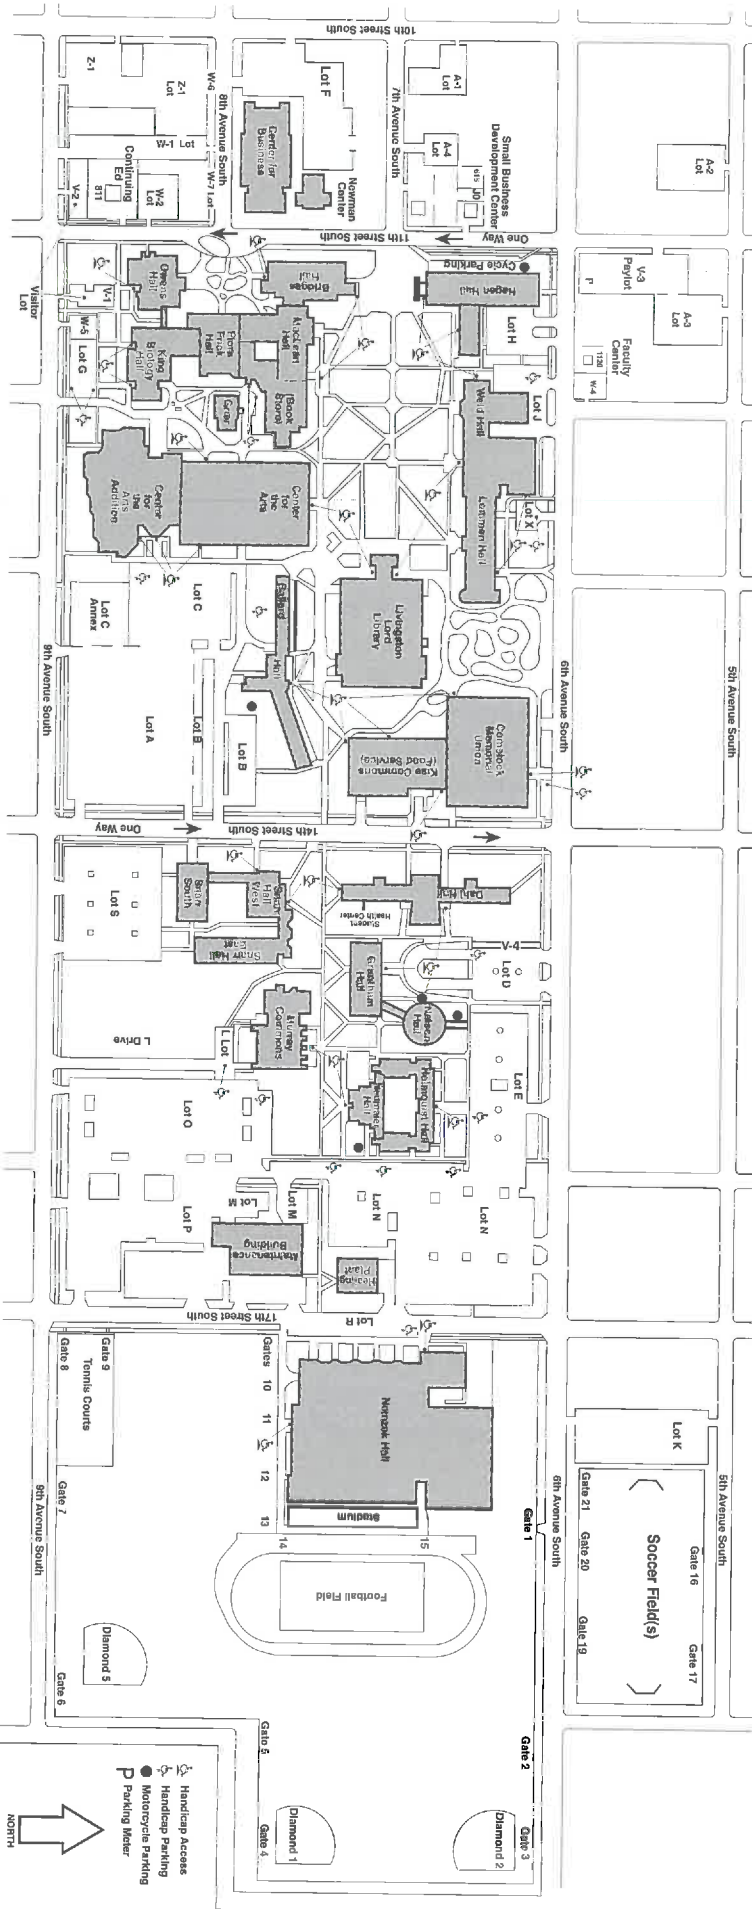 10th Street South
Z-1
Z-1
Lot
W-6
8th Avenue South
Lot F
7th Avenue South
A-1
Lot
A-2
Lot
W-1 Lot
W-7 Lot
Center for
Business
Newman
Center
A-4
Lot
Small Business
Development Center
615
JO
Continuing
Ed
W-2
Lot
811
V-2
11th Street South
One Way
Visitor
Lot
V-1
Owens
Hall
Bridges
Hall
Cycle Parking
Hagen Hall
Lot H
V-3
Paylot
P
A-3
Lot
Faculty
Center
1120
W-4
W-5
Lot G
King
Biology
Hall
Flora
Frick
Hall
MacLean
Hall
(Book
Store)
Grier
Weld Hall
Lot J
Center
for
the
Arts
Addition
Center
for
the
Arts
Lommen Hall
Lot X
Lot C
Annex
Lot C
Ballard
Hall
Livingston
Lord
Library
9th Avenue South
6th Avenue South
5th Avenue South
Lot A
Lot B
Lot B
Kise Commons
(Food Service)
Comstock
Memorial
Union
One Way
14th Street South
Lot S
Snarr
South
Snarr
Hall
West
Snarr Hall
East
Student
Health Center
Dahl Hall
V-4
Lot D
Grantham
Hall
Nelson
Hall
L Drive
L Lot
Murray
Commons
Lot E
Holmquist Hall
Neumaier
Hall
Lot O
Lot P
Lot M
Lot M
Maintenance
Building
Lot N
Lot N
Heating
Plant
17th Street South
Lot R
Gate 8
Gate 9
Tennis Courts
Gates
10
11
12
13
Nemzek Hall
Stadium
14
15
Football Field
Lot K
5th Avenue South
6th Avenue South
9th Avenue South
Gate 7
Gate 1
Gate 21
Gate 20
Gate 19
Soccer Field(s)
Gate 16
Gate 17
Diamond 5
Gate 6
Gate 5
Gate 2
Gate 4
Diamond 1
Diamond 2
Gate 3
Handicap Access
Handicap Parking
Motorcycle Parking
P Parking Meter
NORTH